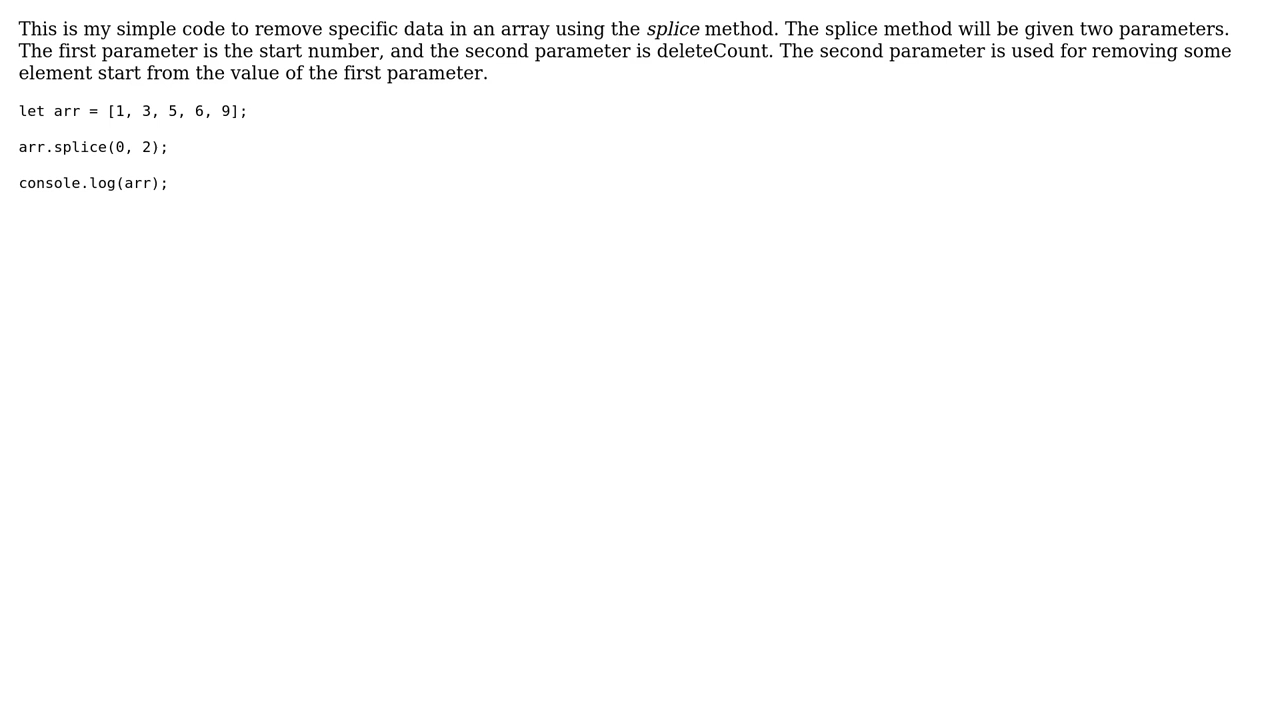 This is my simple code to remove specific data in an array using the splice method. The splice method will be given two parameters.
The first parameter is the start number, and the second parameter is deleteCount. The second parameter is used for removing some
element start from the value of the first parameter.
let arr = [1, 3, 5, 6, 9];
arr.splice(0, 2);
console.log(arr);